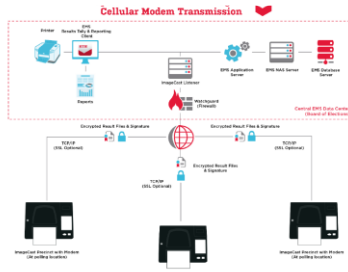 Cellular Modem Transmission
Printer
EMS
Results Tally & Reporting
Client
Reports
ImageCast Listener
EMS Application
Server
EMS NAS Server
EMS Database
Server
Watchguard
(Firewall)
Central EMS Data Cente
(Board of Elections
Encrypted Result Files & Signature
Encrypted Result Files & Signature
TCP/IP
(SSL Optional)
TCP/IP
(SSL Optional)
Encrypted Result Files
& Signature
TCP/IP
(SSL Optional)
ImageCast Precinct with Modem
(At polling location)
ImageCast Precinct with Modem
(At polling location)